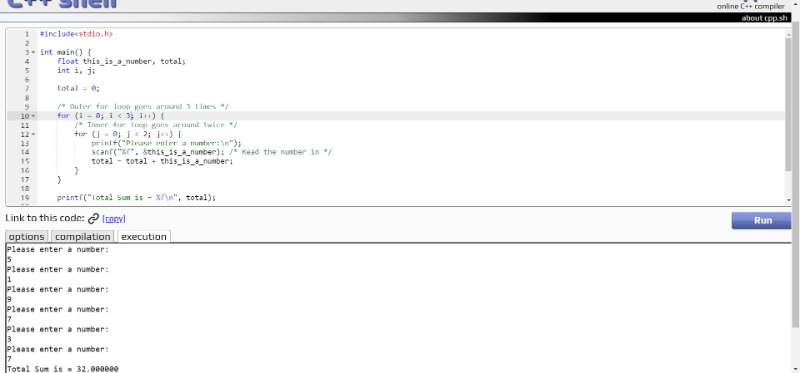 C++ shell
online C++ compiler
about cpp.sh
1 #include<stdio.h>
2
3 int main() {
4 float this_is_a_number, total;
5 int i, j;
6
7 total = 0;
8
9 /* Outer for loop goes around 3 times */
10 for (i = 0; i < 3; i++) {
11 /* Inner for loop goes around twice */
12 for (j = 0; j < 2; j++) {
13 printf("Please enter a number:\n");
14 scanf("%f", &this_is_a_number); /* Read the number in */
15 total = total + this_is_a_number;
16 }
17 }
18
19 printf("Total Sum is = %f\n", total);
Link to this code: [copy]
Run
options compilation execution
Please enter a number:
5
Please enter a number:
1
Please enter a number:
9
Please enter a number:
7
Please enter a number:
3
Please enter a number:
7
Total Sum is = 32.000000